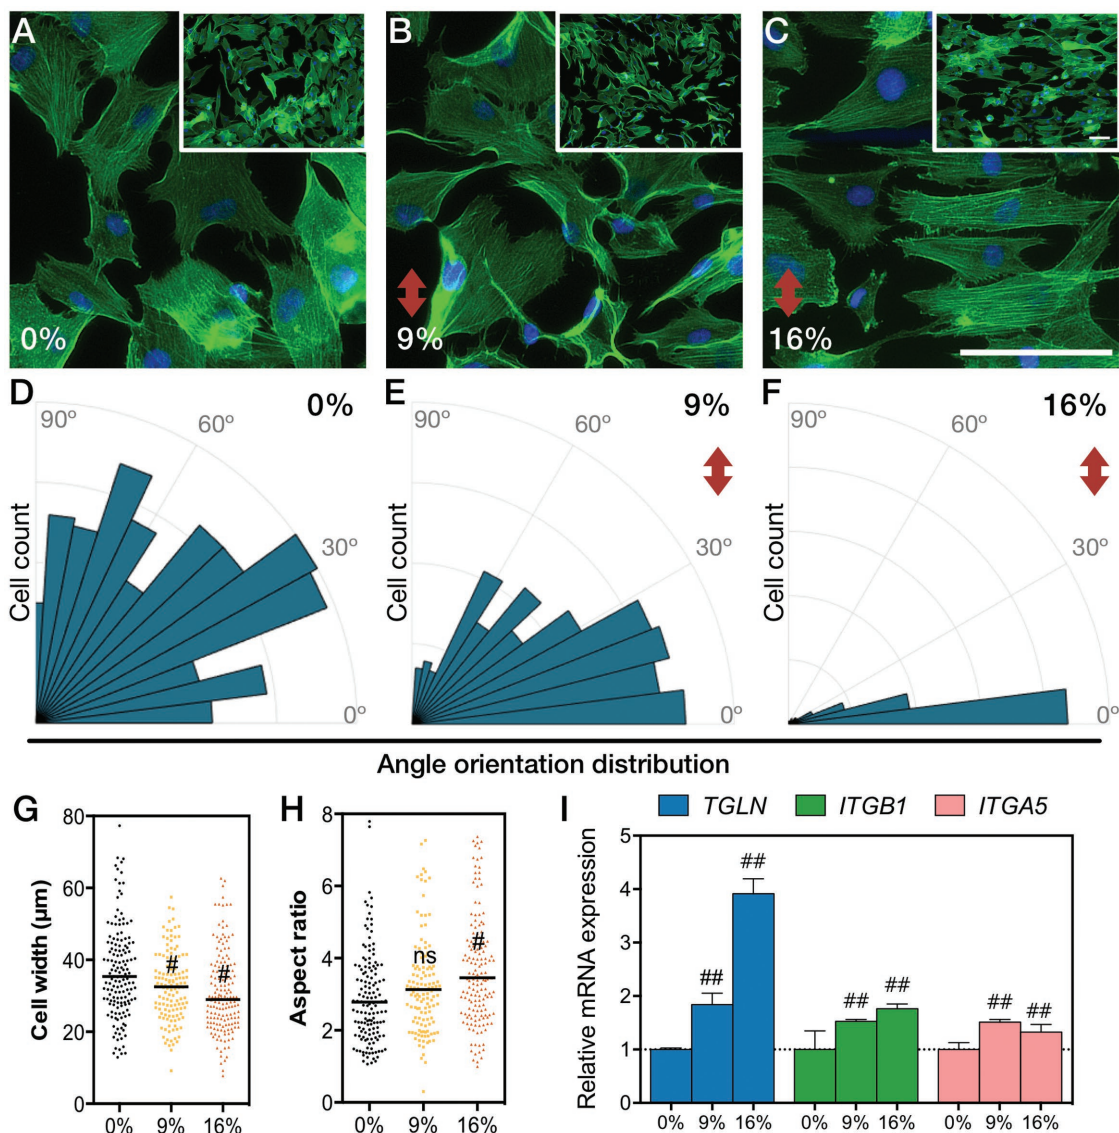 A
B
C
0%
9%
16%
D
E
F
0%
9%
16%
90º
60º
30º
0º
Cell count
90º
60º
30º
0º
Cell count
90º
60º
30º
0º
Cell count
Angle orientation distribution
G
Cell width (µm)
80
60
40
20
0
#
#
0%
9%
16%
H
Aspect ratio
8
6
4
2
0
ns
#
0%
9%
16%
I
TGLN
ITGB1
ITGA5
Relative mRNA expression
5
4
3
2
1
0
##
##
##
##
##
##
0%
9%
16%
0%
9%
16%
0%
9%
16%